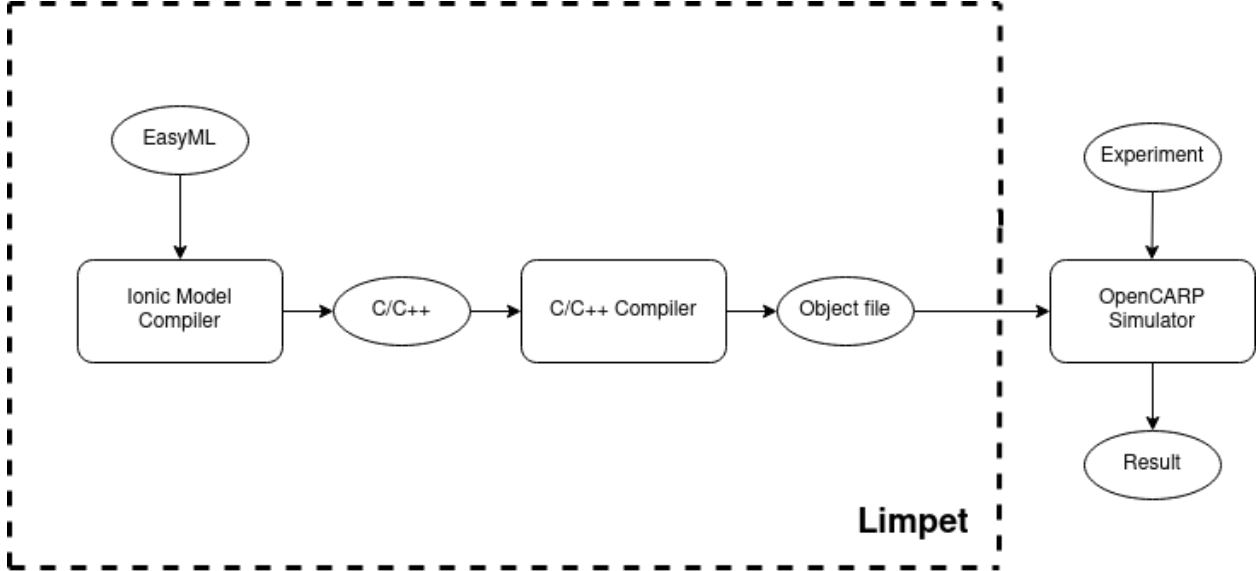 EasyML
Experiment
Ionic Model
Compiler
C/C++
C/C++ Compiler
Object file
OpenCARP
Simulator
Result
Limpet